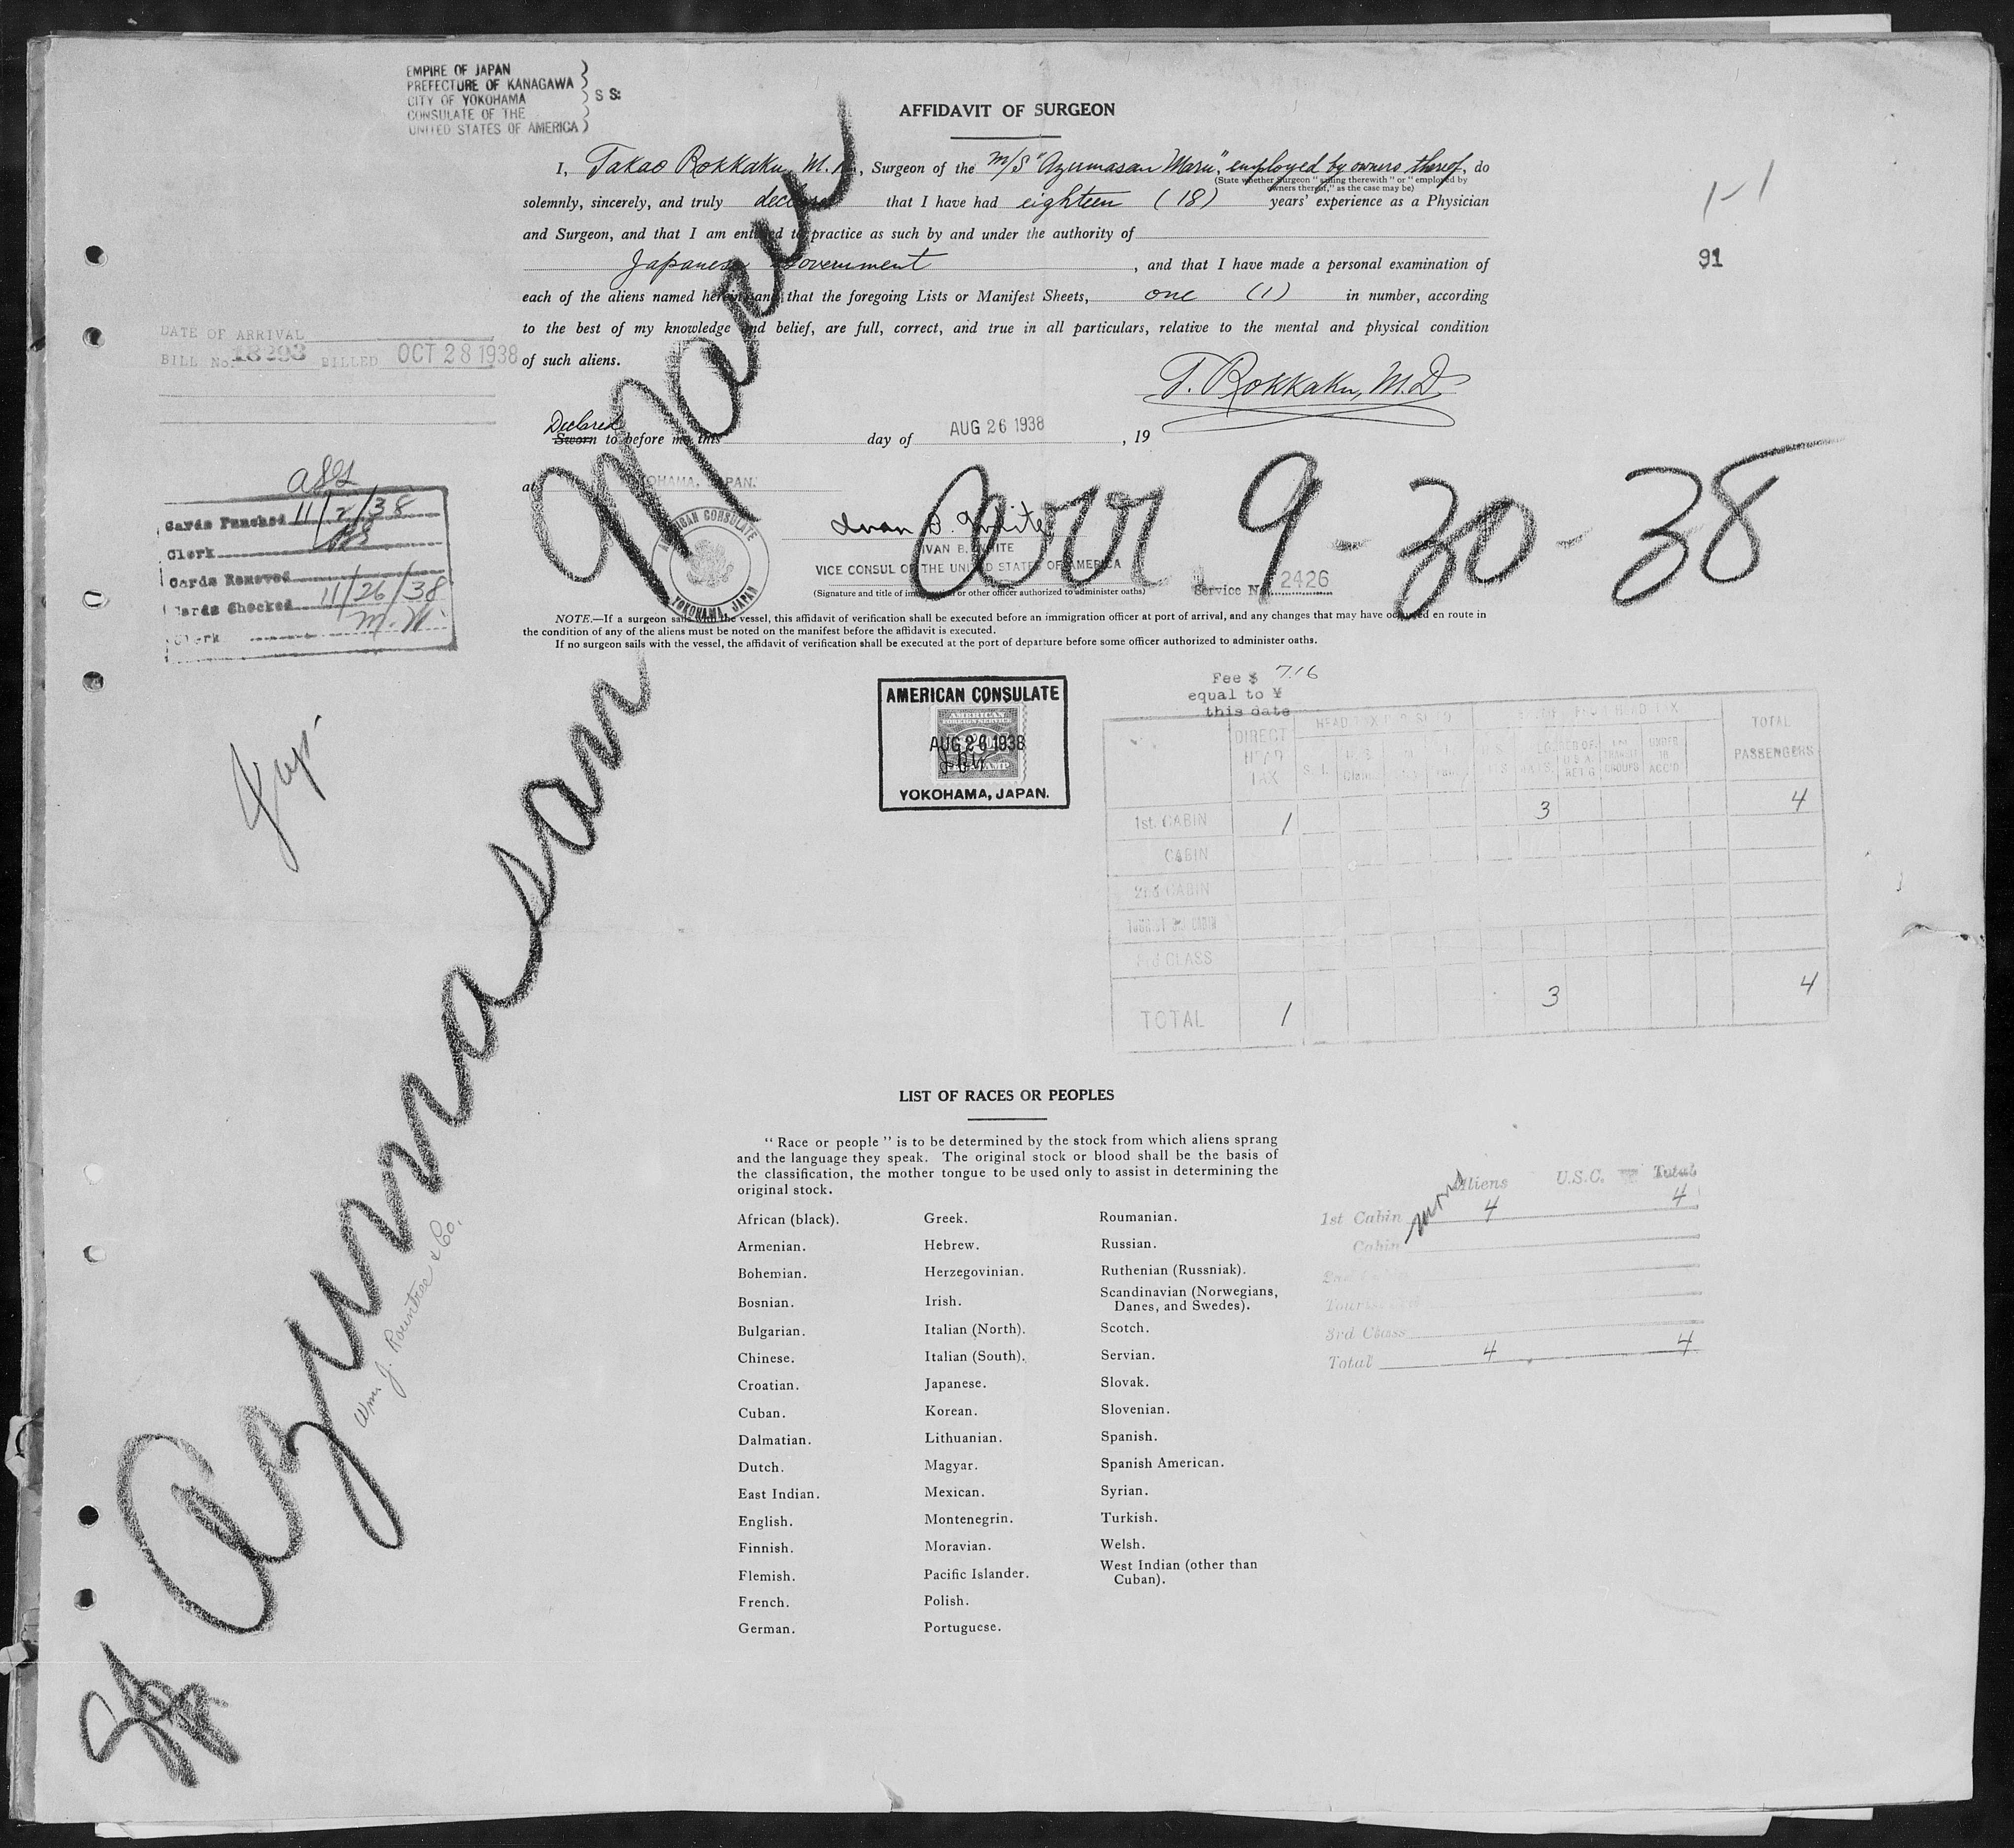 EMPIRE OF JAPAN
PREFECTURE OF KANAGAWA
CITY OF YOKOHAMA
CONSULATE OF THE
UNITED STATES OF AMERICA
S S:
AFFIDAVIT OF SURGEON
I, Takao Rokkaku, M.D., Surgeon of the M/S "Azumasan Maru", employed by owners thereof, do
(State whether Surgeon "sailing therewith" or "employed by
owners thereof," as the case may be)
solemnly, sincerely, and truly declare that I have had eighteen (18) years' experience as a Physician
and Surgeon, and that I am entitled to practice as such by and under the authority of
Japanese Government, and that I have made a personal examination of
each of the aliens named herein and that the foregoing Lists or Manifest Sheets, one (1) in number, according
to the best of my knowledge and belief, are full, correct, and true in all particulars, relative to the mental and physical condition
of such aliens.
T. Rokkaku, M.D.
1-1
91
DATE OF ARRIVAL
BILL No. 18293 BILLED OCT 28 1938
Declared
Sworn to before me this day of AUG 26 1938, 19
at YOKOHAMA, JAPAN.
AMERICAN CONSULATE
YOKOHAMA, JAPAN
Ivan B. White
IVAN B. WHITE
VICE CONSUL OF THE UNITED STATES OF AMERICA
(Signature and title of immigrant or other officer authorized to administer oaths)
Service No. 2426
Arr 9-30-38
Azumasan Maru
Cards Punched 11/2/38
Clerk
Cards Removed
Cards Checked 11/26/38
Clerk M.W.
NOTE.—If a surgeon sails with the vessel, this affidavit of verification shall be executed before an immigration officer at port of arrival, and any changes that may have occurred en route in
the condition of any of the aliens must be noted on the manifest before the affidavit is executed.
If no surgeon sails with the vessel, the affidavit of verification shall be executed at the port of departure before some officer authorized to administer oaths.
AMERICAN CONSULATE
AMERICAN
FOREIGN SERVICE
AUG 26 1938
YOKOHAMA, JAPAN.
Fee $ 7.16
equal to ¥
this date
DIRECT HEAD TAX
TOTAL PASSENGERS
1st. CABIN 1 3 4
CABIN
2nd CABIN
3rd CLASS
TOTAL 1 3 4
Wm. J. Rountree & Co.
LIST OF RACES OR PEOPLES
"Race or people" is to be determined by the stock from which aliens sprang
and the language they speak. The original stock or blood shall be the basis of
the classification, the mother tongue to be used only to assist in determining the
original stock.
African (black).
Armenian.
Bohemian.
Bosnian.
Bulgarian.
Chinese.
Croatian.
Cuban.
Dalmatian.
Dutch.
East Indian.
English.
Finnish.
Flemish.
French.
German.
Greek.
Hebrew.
Herzegovinian.
Irish.
Italian (North).
Italian (South).
Japanese.
Korean.
Lithuanian.
Magyar.
Mexican.
Montenegrin.
Moravian.
Pacific Islander.
Polish.
Portuguese.
Roumanian.
Russian.
Ruthenian (Russniak).
Scandinavian (Norwegians,
Danes, and Swedes).
Scotch.
Servian.
Slovak.
Slovenian.
Spanish.
Spanish American.
Syrian.
Turkish.
Welsh.
West Indian (other than
Cuban).
Aliens U.S.C. Total
1st Cabin 4 4
Cabin
3rd Class
Total 4 4